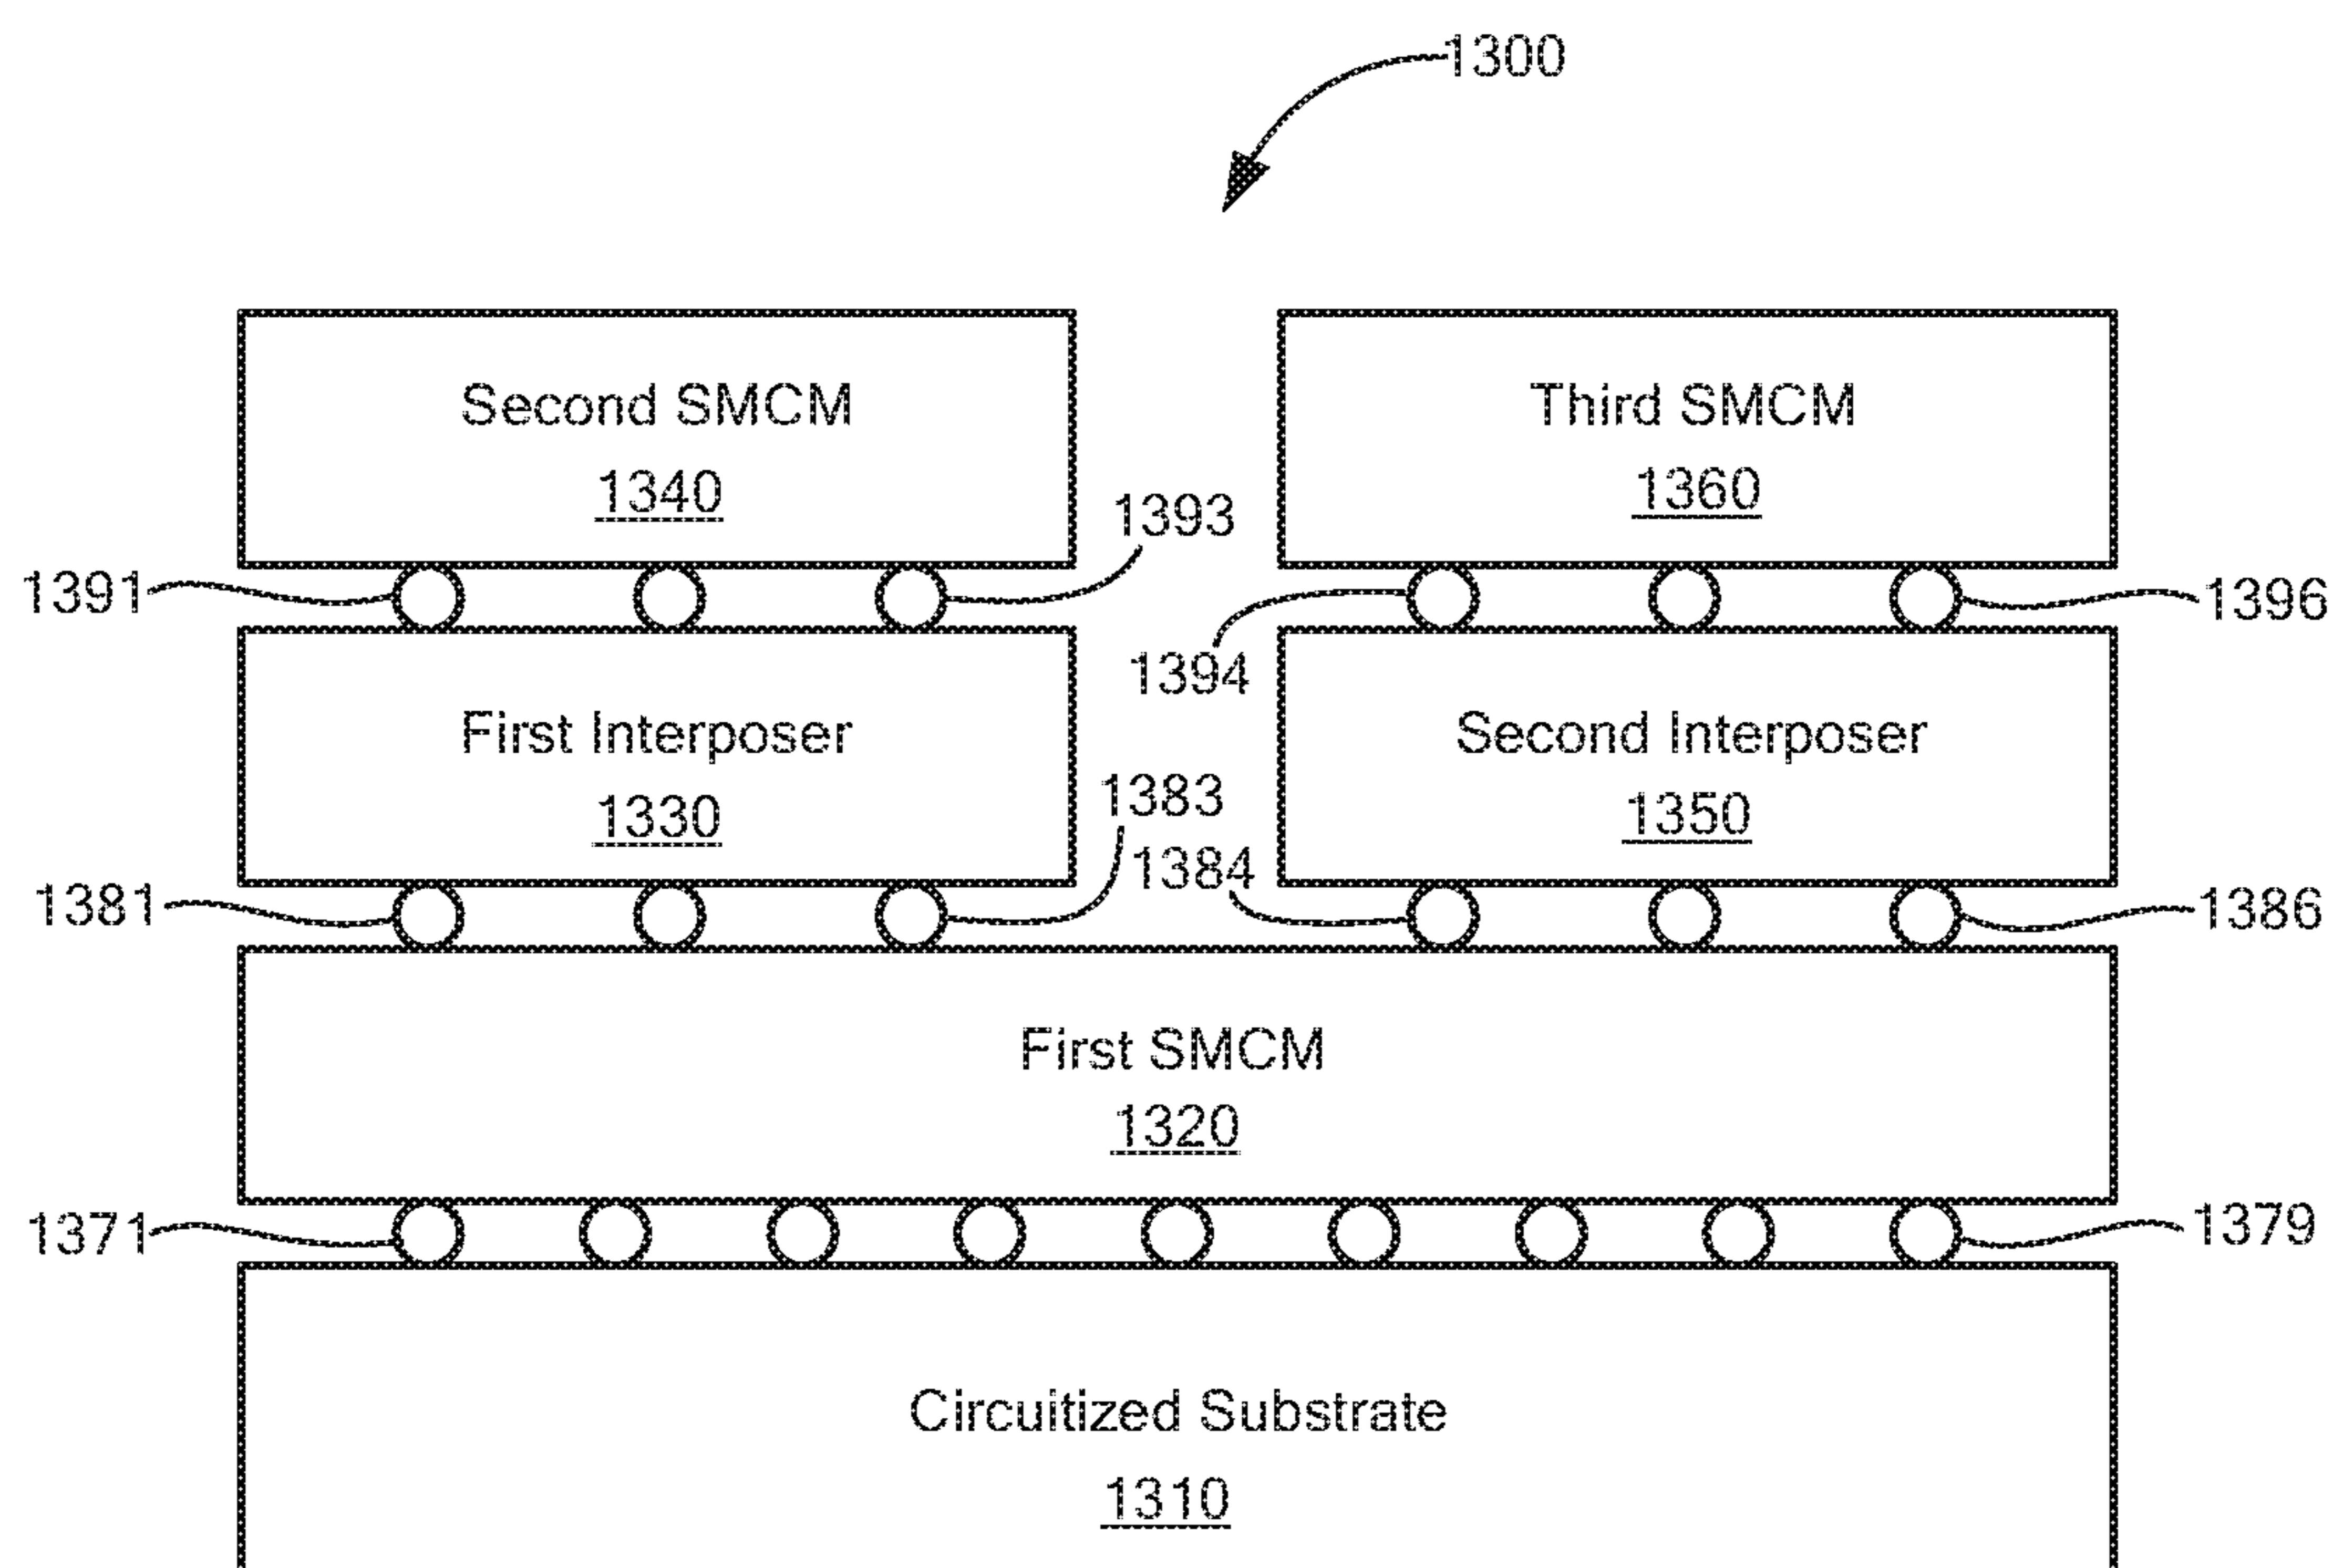 1300
Second SMCM
1340
Third SMCM
1360
1393
1391
1396
1394
First Interposer
1330
Second Interposer
1350
1383
1384
1381
1386
First SMCM
1320
1371
1379
Circuitized Substrate
1310